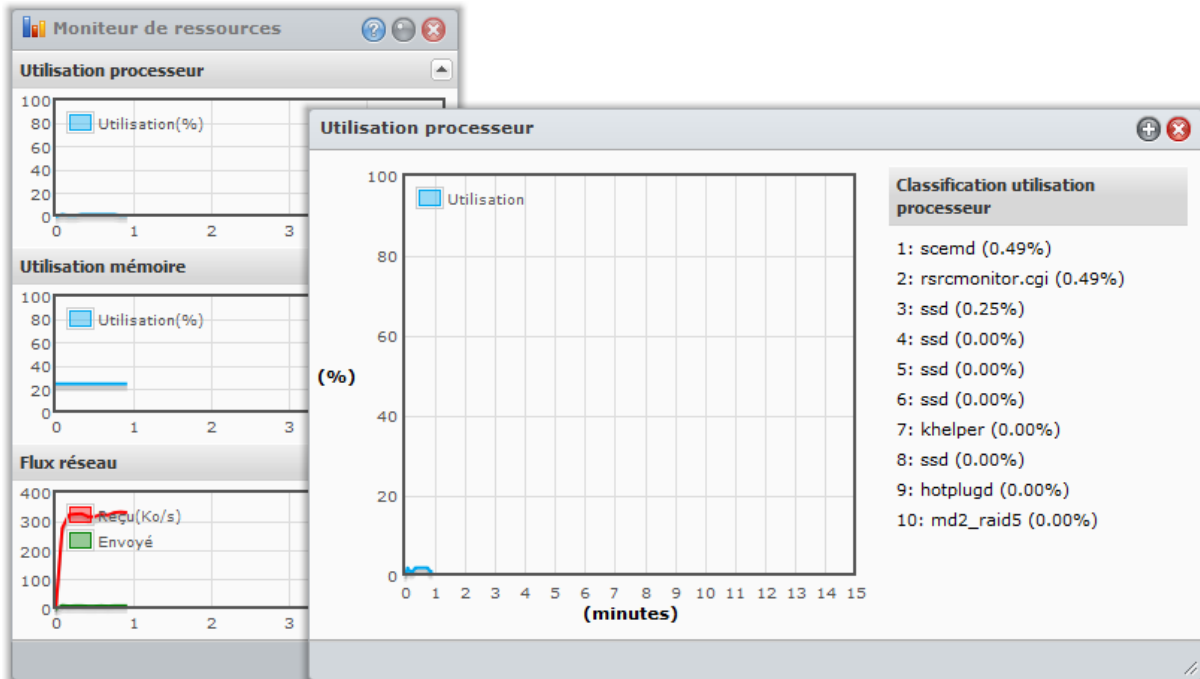 Moniteur de ressources
Utilisation processeur
100
80
60
40
20
0
Utilisation(%)
0 1 2 3
Utilisation mémoire
100
80
60
40
20
0
Utilisation(%)
0 1 2 3
Flux réseau
400
300
200
100
0
Reçu(Ko/s)
Envoyé
0 1 2 3
Utilisation processeur
100
80
60
40
20
0
(%)
Utilisation
0 1 2 3 4 5 6 7 8 9 10 11 12 13 14 15
(minutes)
Classification utilisation
processeur
1: scemd (0.49%)
2: rsrcmonitor.cgi (0.49%)
3: ssd (0.25%)
4: ssd (0.00%)
5: ssd (0.00%)
6: ssd (0.00%)
7: khelper (0.00%)
8: ssd (0.00%)
9: hotplugd (0.00%)
10: md2_raid5 (0.00%)